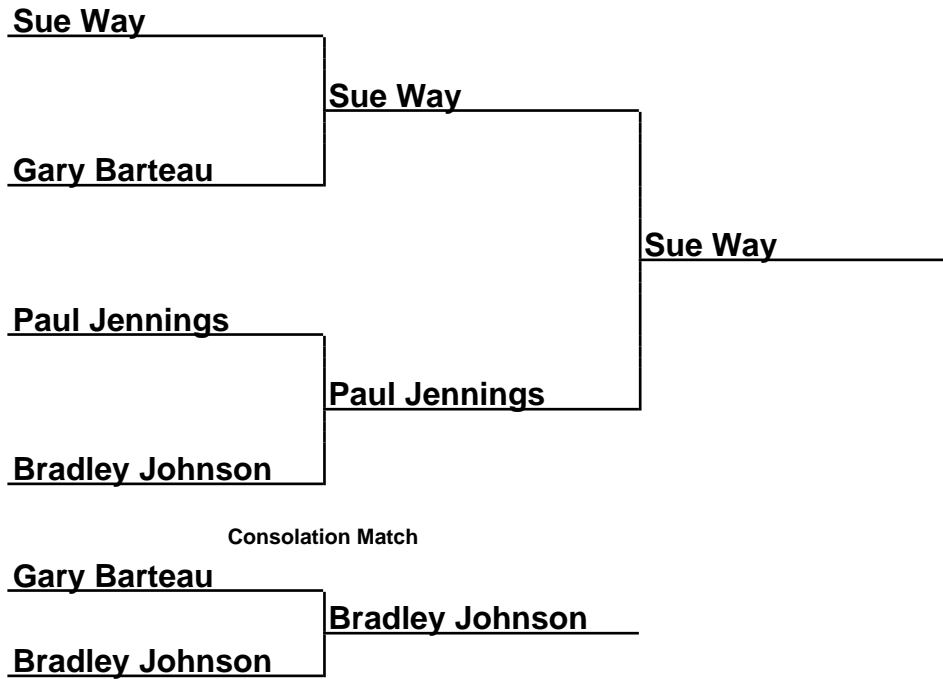 Sue Way
Sue Way
Gary Barteau
Sue Way
Paul Jennings
Paul Jennings
Bradley Johnson
Consolation Match
Gary Barteau
Bradley Johnson
Bradley Johnson